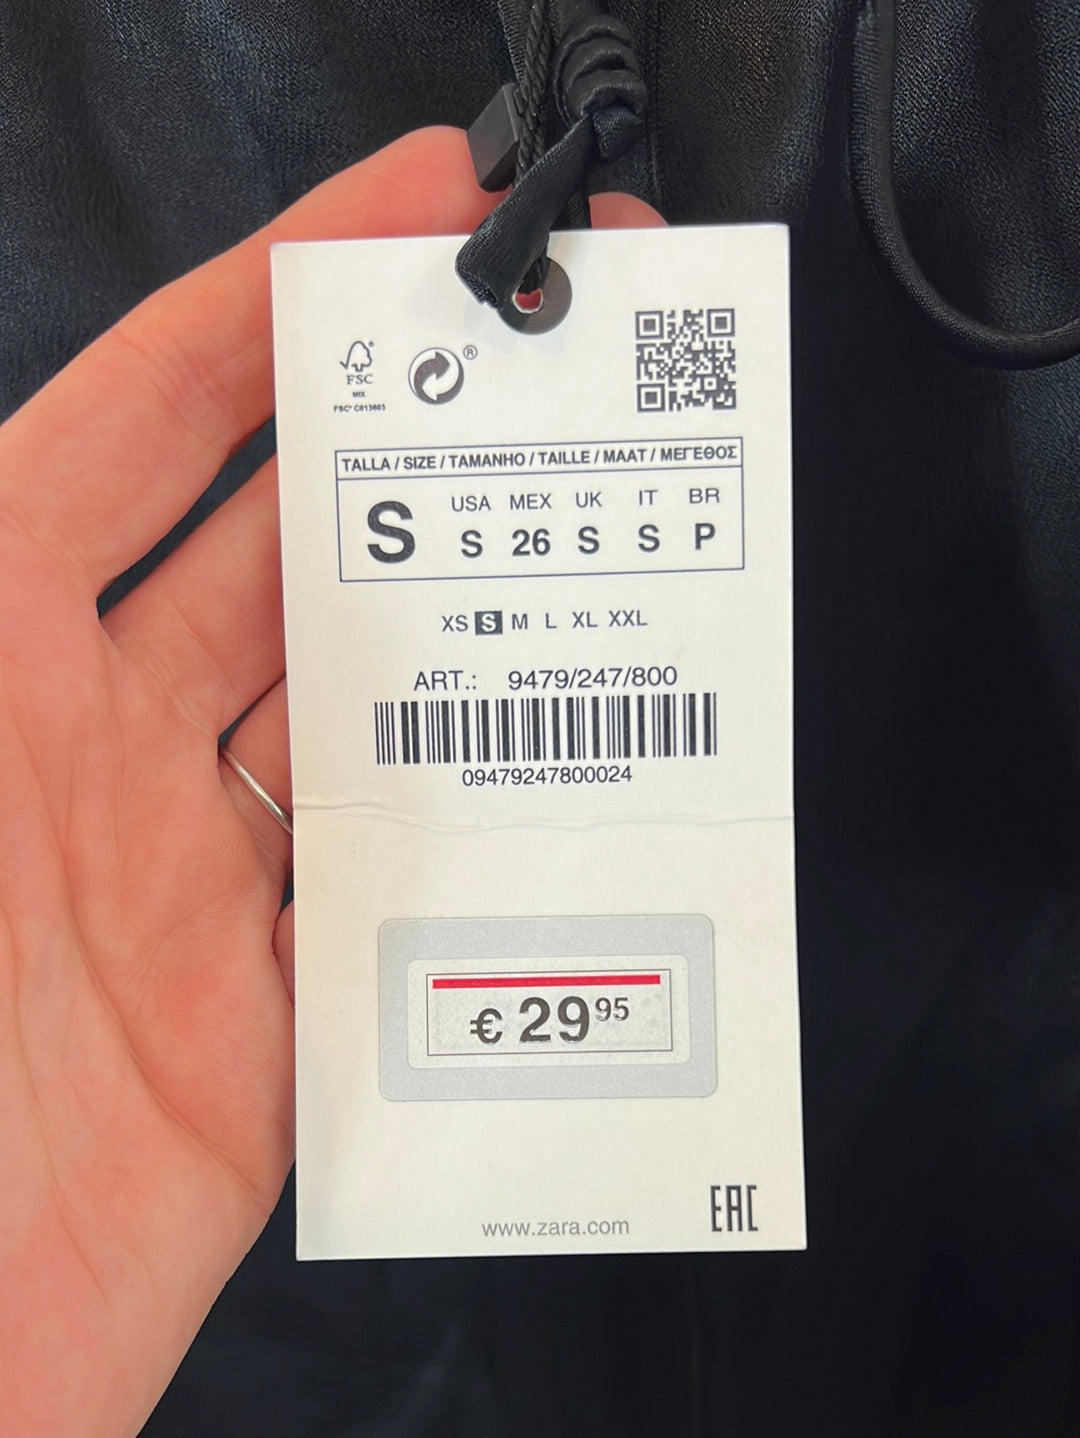 ®
FSC
MIX
FSC® C013603
TALLA / SIZE / TAMANHO / TAILLE / MAAT / ΜΕΓΕΘΟΣ
S
USA MEX UK IT BR
S 26 S S P
XS S M L XL XXL
ART.: 9479/247/800
09479247800024
€ 29 95
www.zara.com
EAC